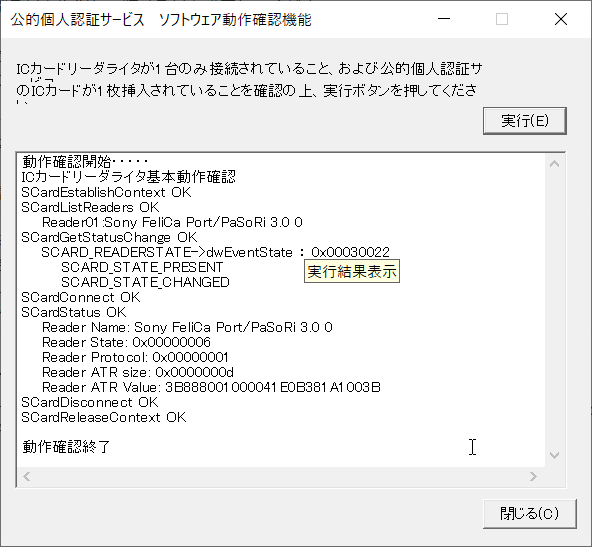 公的個人認証サービス ソフトウェア動作確認機能
ICカードリーダライタが1台のみ接続されていること、および公的個人認証サ
のICカードが1枚挿入されていることを確認の上、実行ボタンを押してくださ
実行(E)
動作確認開始・・・・・
ICカードリーダライタ基本動作確認
SCardEstablishContext OK
SCardListReaders OK
Reader01:Sony FeliCa Port/PaSoRi 3.0 0
SCardGetStatusChange OK
SCARD_READERSTATE->dwEventState : 0x00030022
SCARD_STATE_PRESENT
実行結果表示
SCARD_STATE_CHANGED
SCardConnect OK
SCardStatus OK
Reader Name: Sony FeliCa Port/PaSoRi 3.0 0
Reader State: 0x00000006
Reader Protocol: 0x00000001
Reader ATR size: 0x0000000d
Reader ATR Value: 3B888001000041E0B381A1003B
SCardDisconnect OK
SCardReleaseContext OK
動作確認終了
閉じる(C)